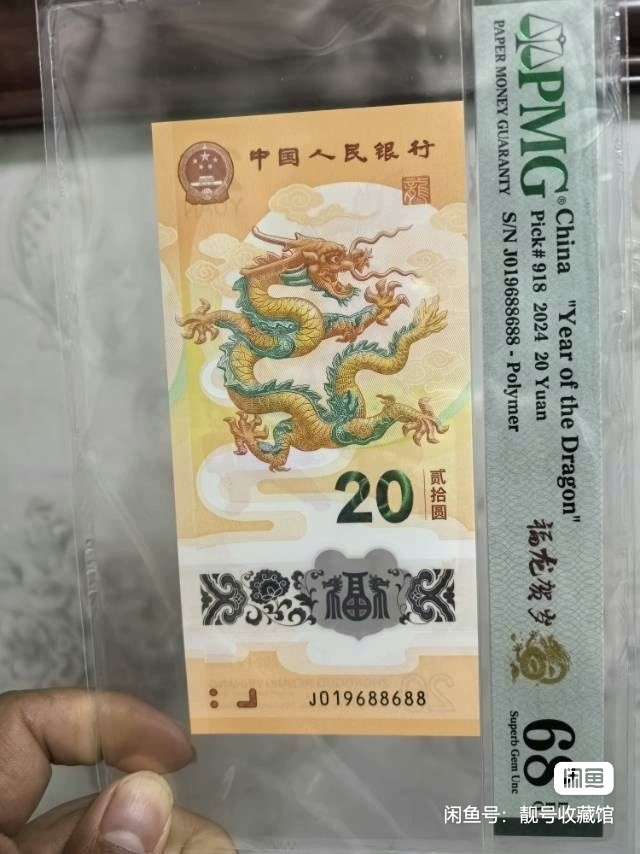 中国人民银行
龍
20
贰拾圆
J019688688
PMG®
PAPER MONEY GUARANTY
China "Year of the Dragon"
Pick# 918 2024 20 Yuan
S/N J019688688 - Polymer
福龙贺岁
68
Superb Gem Unc
闲鱼
闲鱼号：靓号收藏馆